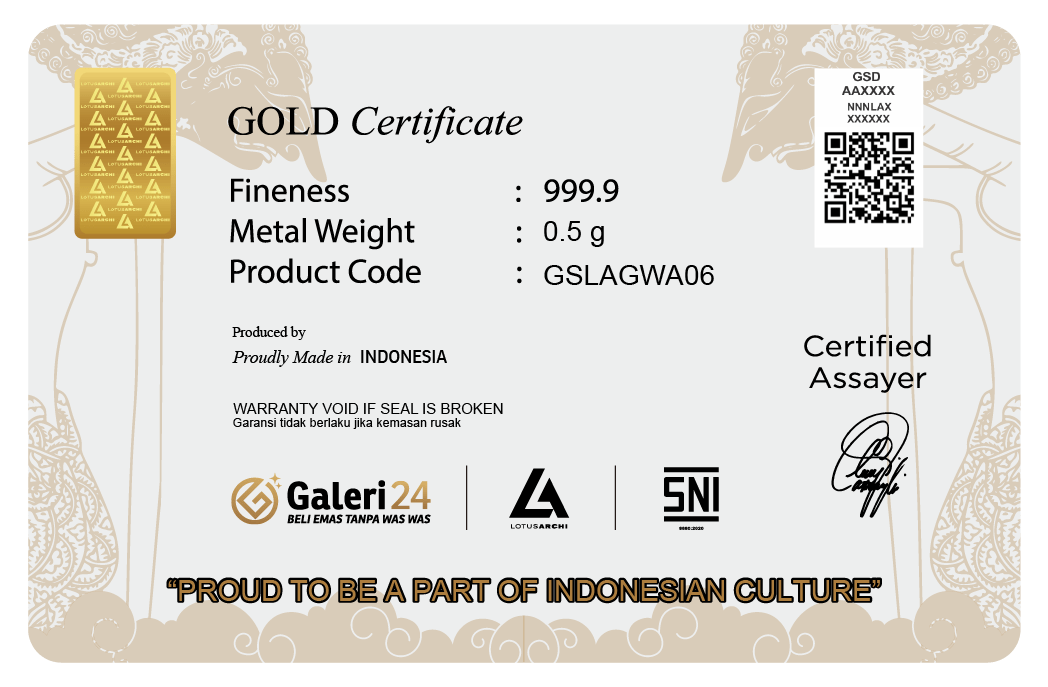 GOLD Certificate
GSD
AAXXXX
NNNLAX
XXXXXX
Fineness : 999.9
Metal Weight : 0.5 g
Product Code : GSLAGWA06
Produced by
Proudly Made in INDONESIA
Certified
Assayer
WARRANTY VOID IF SEAL IS BROKEN
Garansi tidak berlaku jika kemasan rusak
Galeri 24
BELI EMAS TANPA WAS WAS
LA
LOTUSARCHI
SNI
“PROUD TO BE A PART OF INDONESIAN CULTURE”